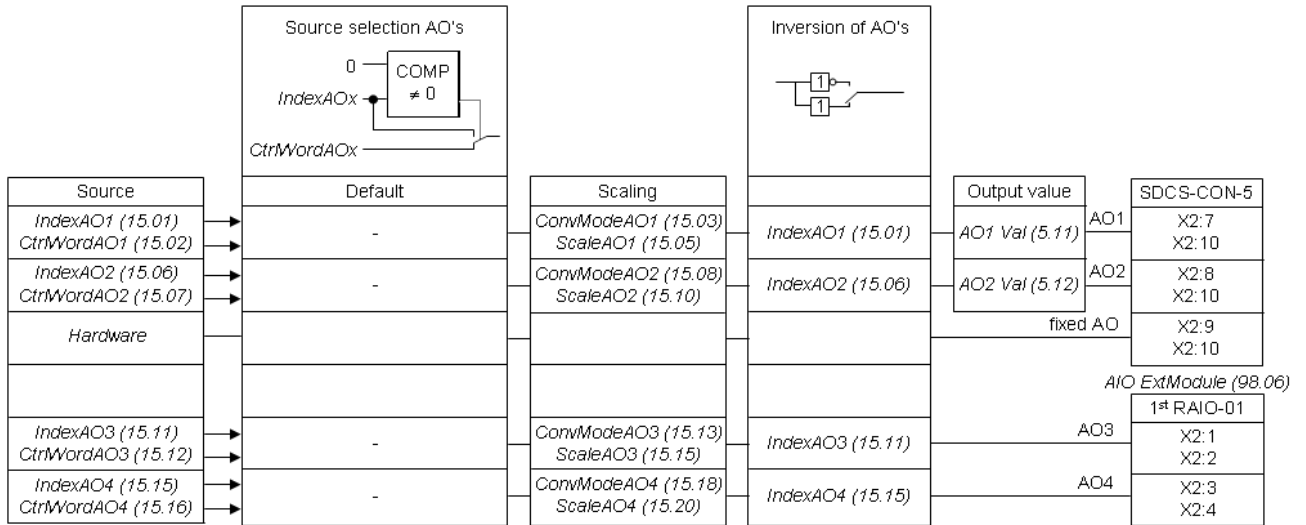 Source selection AO's
0
COMP
≠ 0
IndexAOx
CtrlWordAOx
Inversion of AO's
1
1
Source
Default
Scaling
Output value
SDCS-CON-5
IndexAO1 (15.01)
CtrlWordAO1 (15.02)
-
ConvModeAO1 (15.03)
ScaleAO1 (15.05)
IndexAO1 (15.01)
AO1 Val (5.11)
AO1
X2:7
X2:10
IndexAO2 (15.06)
CtrlWordAO2 (15.07)
-
ConvModeAO2 (15.08)
ScaleAO2 (15.10)
IndexAO2 (15.06)
AO2 Val (5.12)
AO2
X2:8
X2:10
Hardware
fixed AO
X2:9
X2:10
AIO ExtModule (98.06)
1st RAIO-01
IndexAO3 (15.11)
CtrlWordAO3 (15.12)
-
ConvModeAO3 (15.13)
ScaleAO3 (15.15)
IndexAO3 (15.11)
AO3
X2:1
X2:2
IndexAO4 (15.15)
CtrlWordAO4 (15.16)
-
ConvModeAO4 (15.18)
ScaleAO4 (15.20)
IndexAO4 (15.15)
AO4
X2:3
X2:4